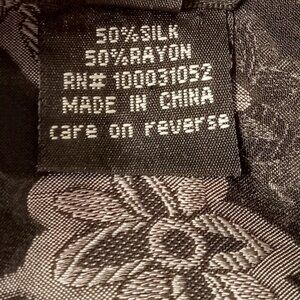 50%SILK
50%RAYON
RN# 100031052
MADE IN CHINA
care on reverse